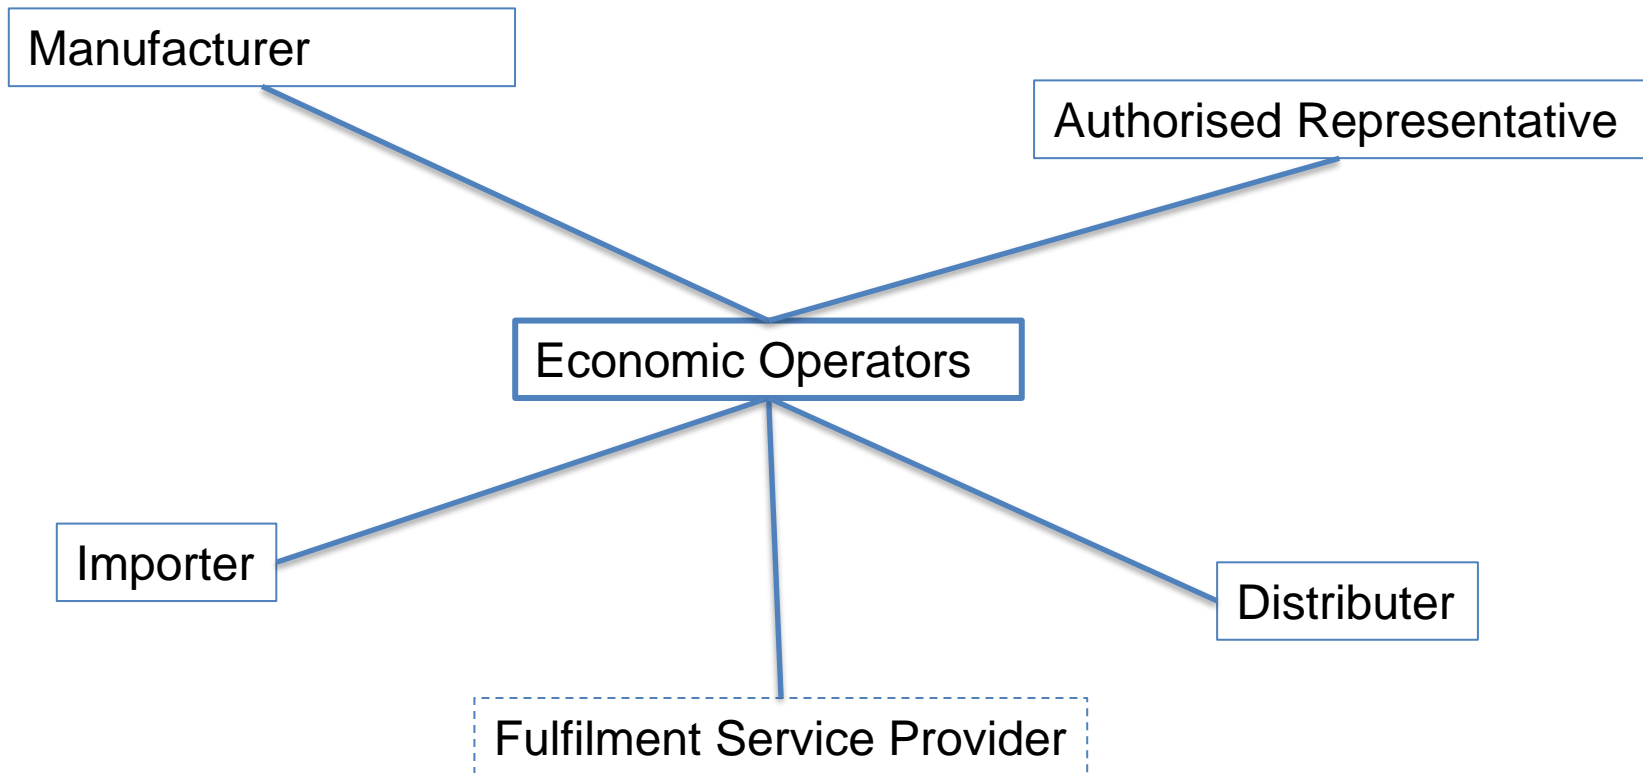 Manufacturer
Authorised Representative
Economic Operators
Importer
Distributer
Fulfilment Service Provider